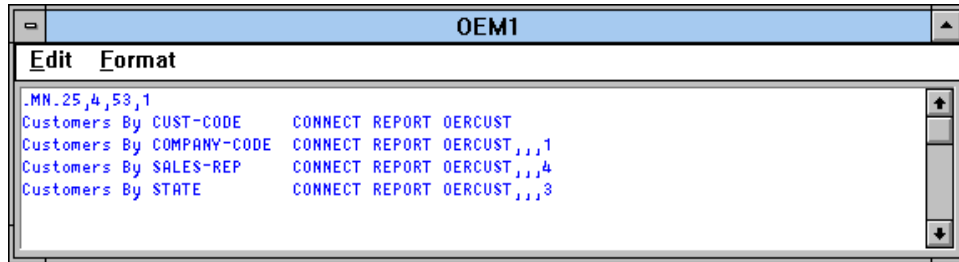 OEM1
Edit Format
.MN.25,4,53,1
Customers By CUST-CODE CONNECT REPORT OERCUST
Customers By COMPANY-CODE CONNECT REPORT OERCUST,,,1
Customers By SALES-REP CONNECT REPORT OERCUST,,,4
Customers By STATE CONNECT REPORT OERCUST,,,3